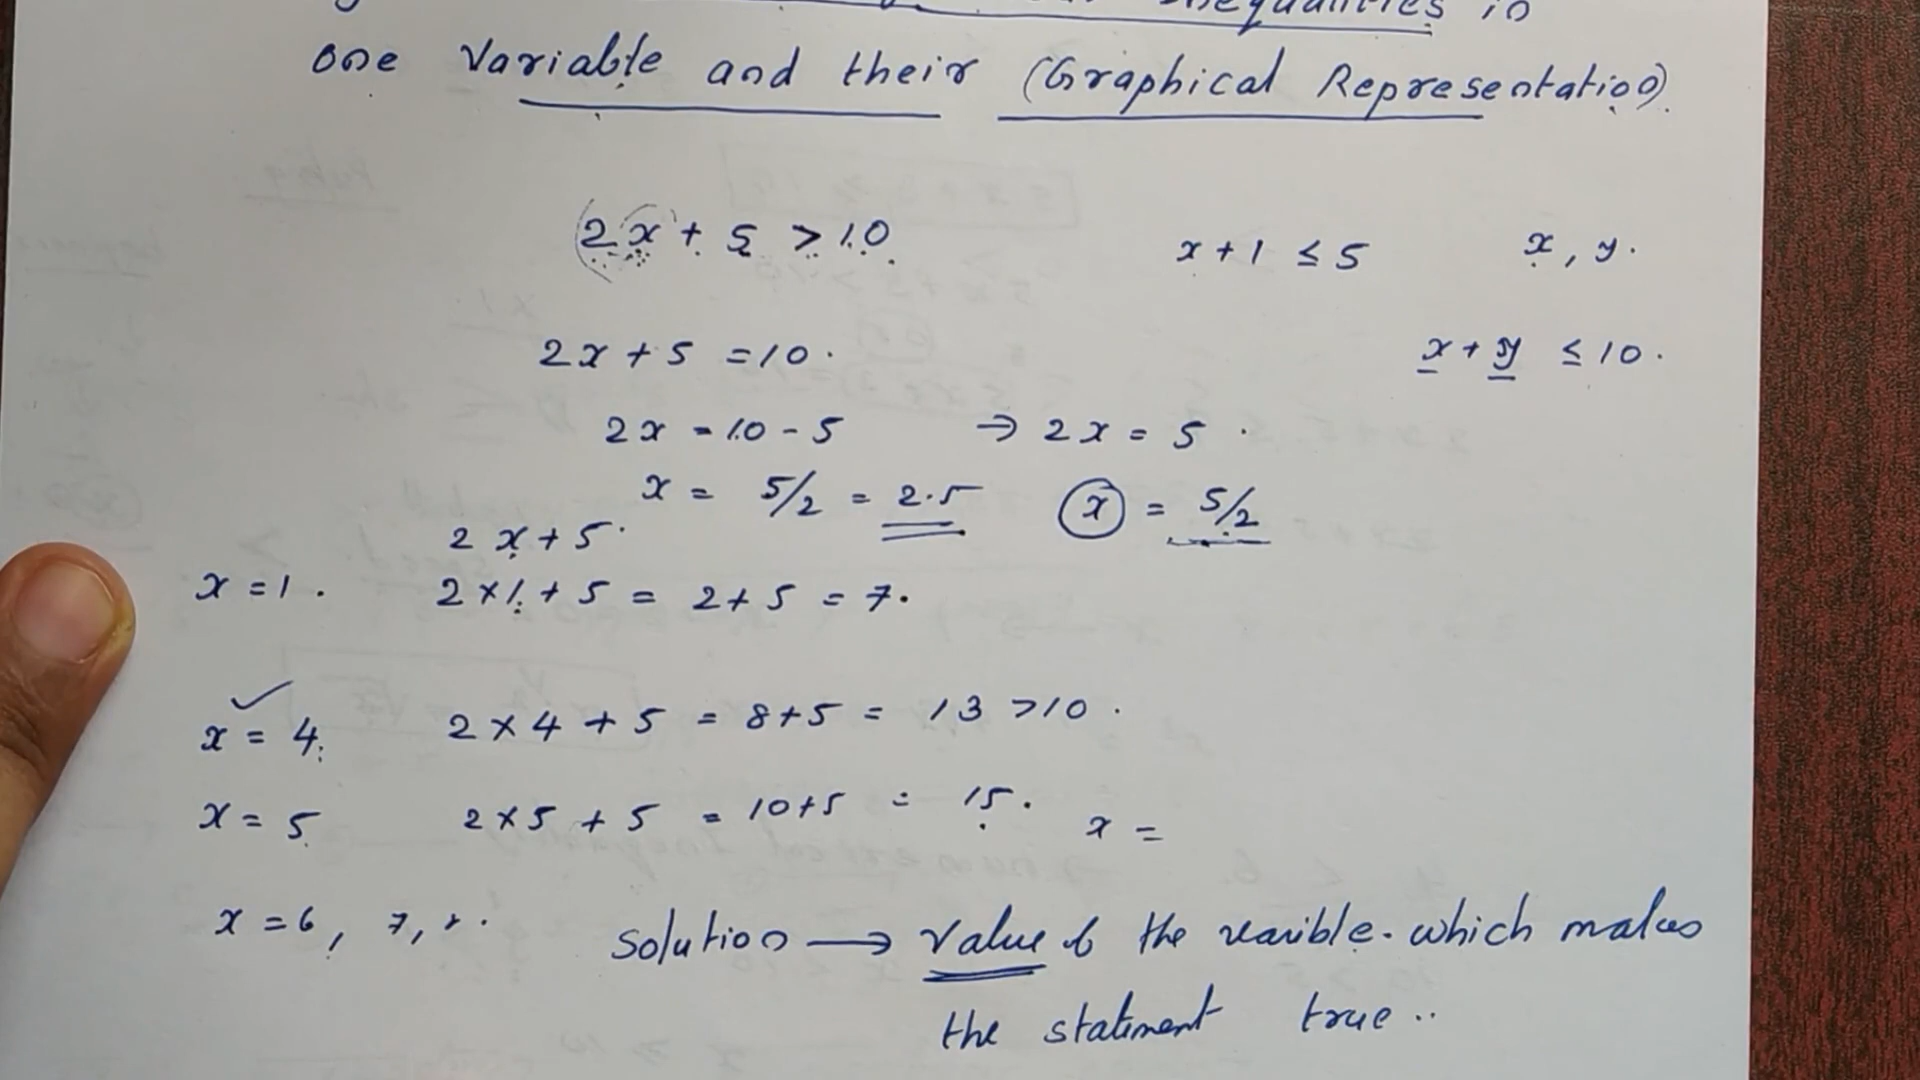 Inequalities in
one Variable and their (Graphical Representation).
2x + 5 > 10 x + 1 ≤ 5 x, y.
2x + 5 = 10. x + y ≤ 10.
2x = 10 - 5 → 2x = 5.
x = 5/2 = 2.5 x = 5/2
2x + 5.
x = 1. 2 × 1 + 5 = 2 + 5 = 7.
x = 4. 2 × 4 + 5 = 8 + 5 = 13 > 10.
x = 5 2 × 5 + 5 = 10 + 5 = 15. x =
x = 6, 7,
solution → value of the varible. which makes
the statement true..